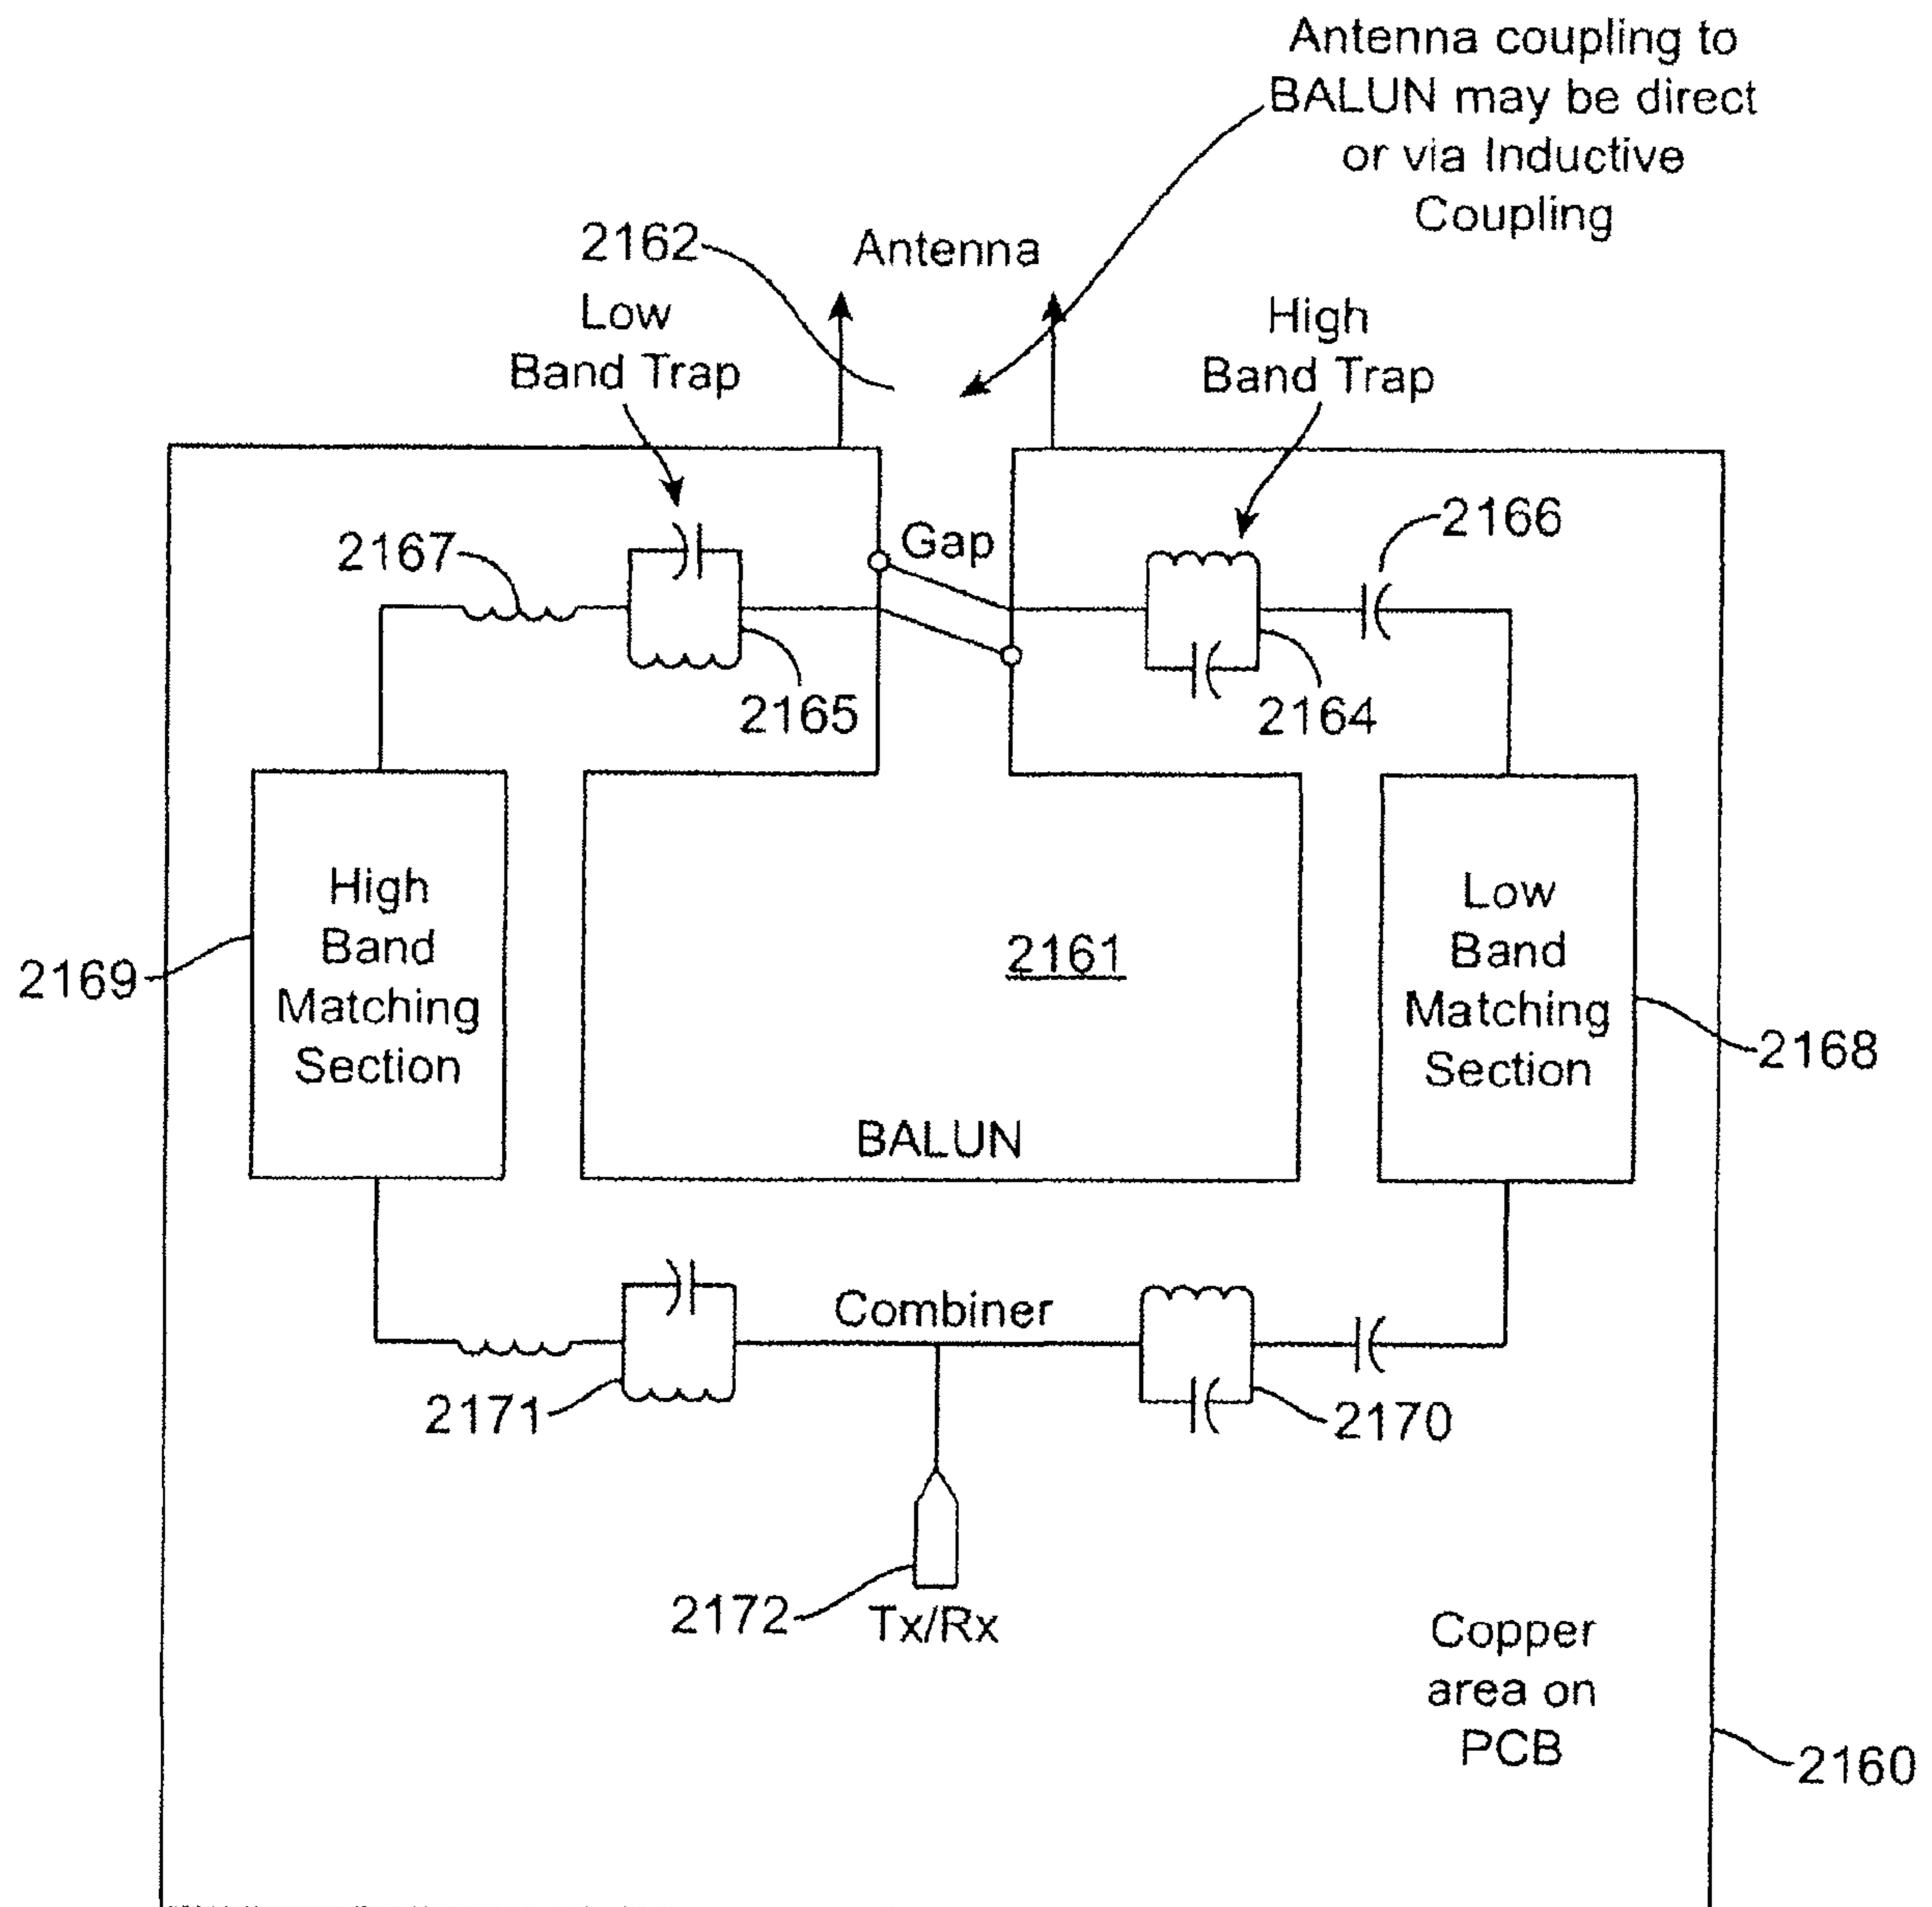 Antenna coupling to
BALUN may be direct
or via Inductive
Coupling
2162
Antenna
Low
Band Trap
High
Band Trap
2167
Gap
2166
2165
2164
High
Band
Matching
Section
2169
2161
BALUN
Low
Band
Matching
Section
2168
Combiner
2171
2170
2172
Tx/Rx
Copper
area on
PCB
2160